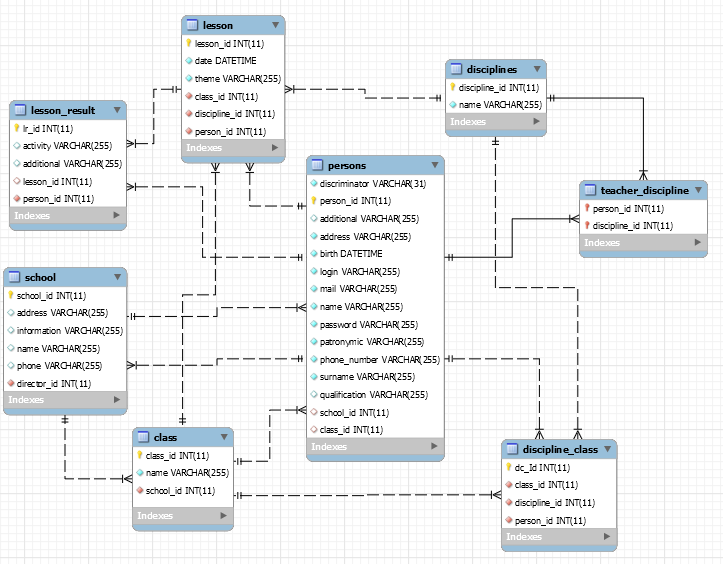 lesson
lesson_id INT(11)
date DATETIME
theme VARCHAR(255)
class_id INT(11)
discipline_id INT(11)
person_id INT(11)
Indexes
disciplines
discipline_id INT(11)
name VARCHAR(255)
Indexes
lesson_result
lr_id INT(11)
activity VARCHAR(255)
additional VARCHAR(255)
lesson_id INT(11)
person_id INT(11)
Indexes
persons
discriminator VARCHAR(31)
person_id INT(11)
additional VARCHAR(255)
address VARCHAR(255)
birth DATETIME
login VARCHAR(255)
mail VARCHAR(255)
name VARCHAR(255)
password VARCHAR(255)
patronymic VARCHAR(255)
phone_number VARCHAR(255)
surname VARCHAR(255)
qualification VARCHAR(255)
school_id INT(11)
class_id INT(11)
Indexes
teacher_discipline
person_id INT(11)
discipline_id INT(11)
Indexes
school
school_id INT(11)
address VARCHAR(255)
information VARCHAR(255)
name VARCHAR(255)
phone VARCHAR(255)
director_id INT(11)
Indexes
class
class_id INT(11)
name VARCHAR(255)
school_id INT(11)
Indexes
discipline_class
dc_Id INT(11)
class_id INT(11)
discipline_id INT(11)
person_id INT(11)
Indexes